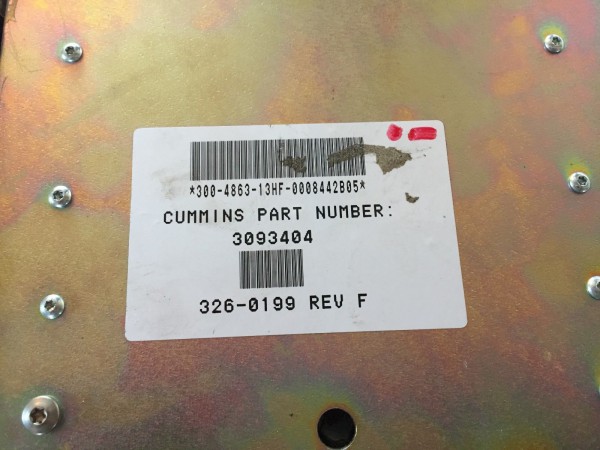 *300-4863-13HF-0008442B05*
CUMMINS PART NUMBER:
3093404
326-0199 REV F